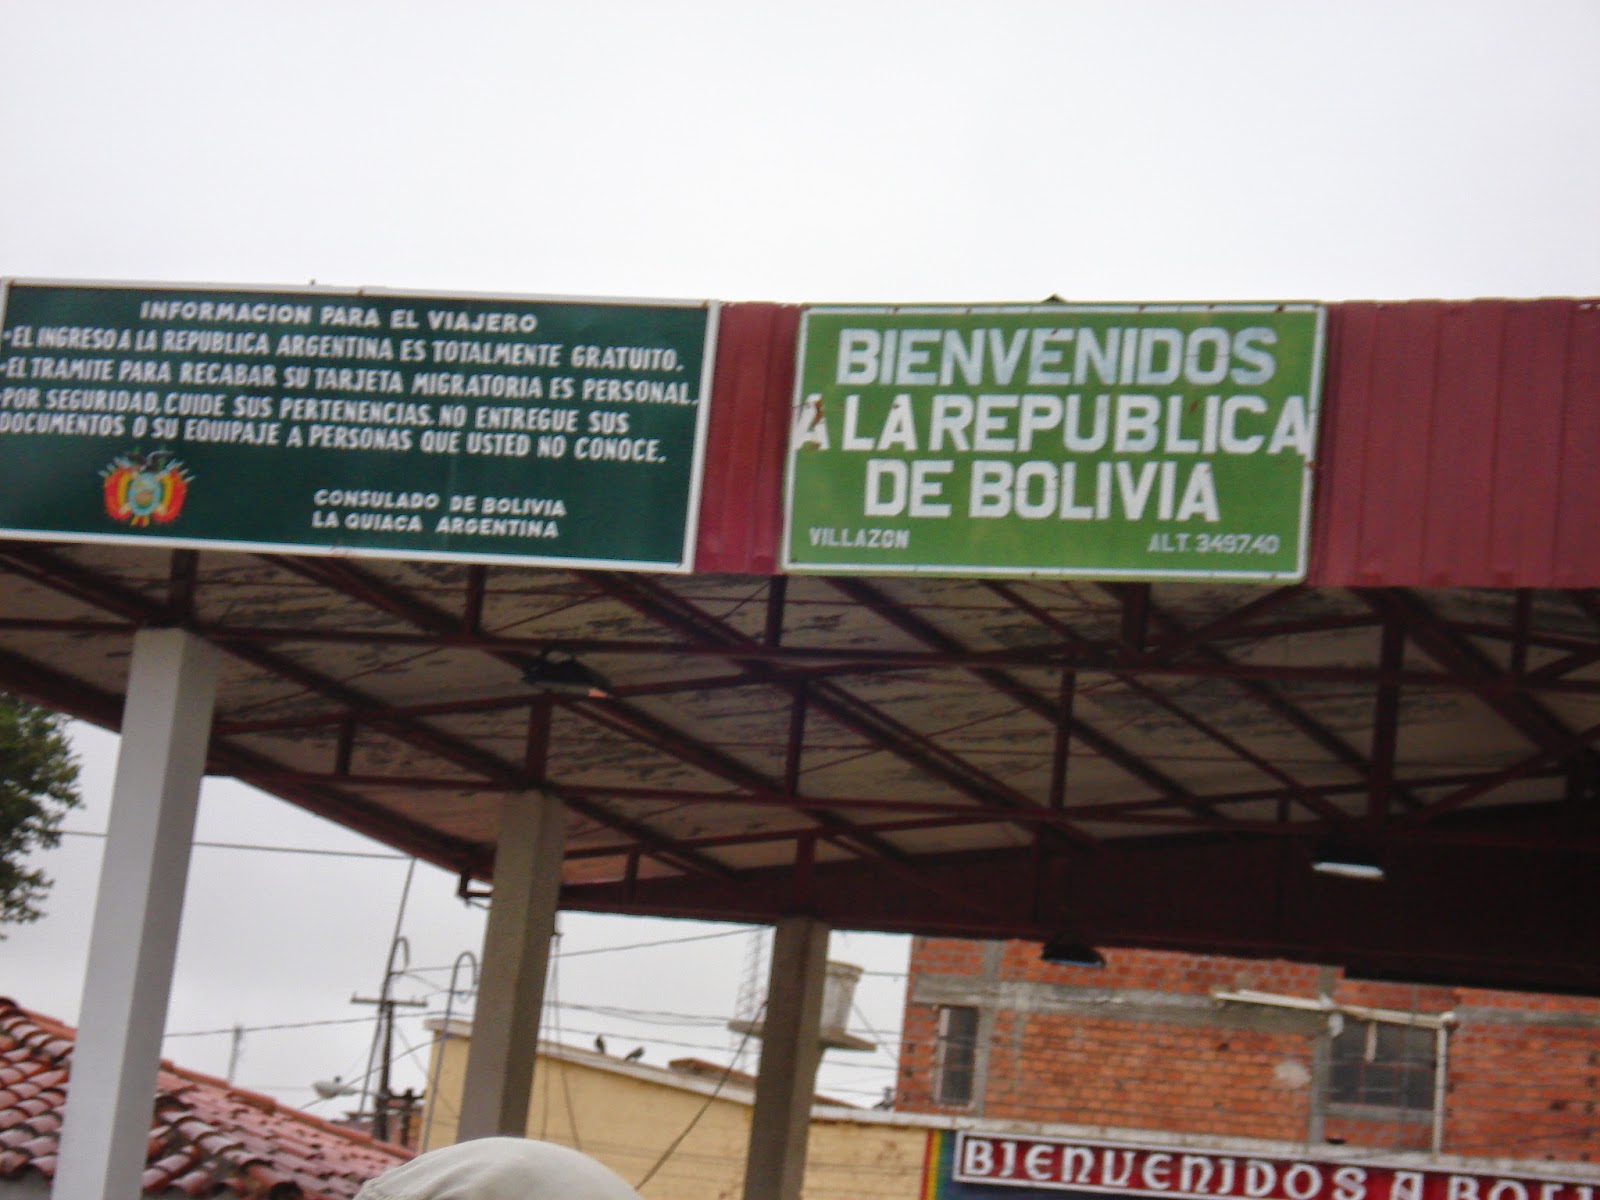 INFORMACION PARA EL VIAJERO
•EL INGRESO A LA REPUBLICA ARGENTINA ES TOTALMENTE GRATUITO.
•EL TRAMITE PARA RECABAR SU TARJETA MIGRATORIA ES PERSONAL.
•POR SEGURIDAD, CUIDE SUS PERTENENCIAS. NO ENTREGUE SUS
DOCUMENTOS O SU EQUIPAJE A PERSONAS QUE USTED NO CONOCE.
CONSULADO DE BOLIVIA
LA QUIACA ARGENTINA
BIENVENIDOS
A LA REPUBLICA
DE BOLIVIA
VILLAZON ALT. 3497.40
BIENVENIDOS A BOLI